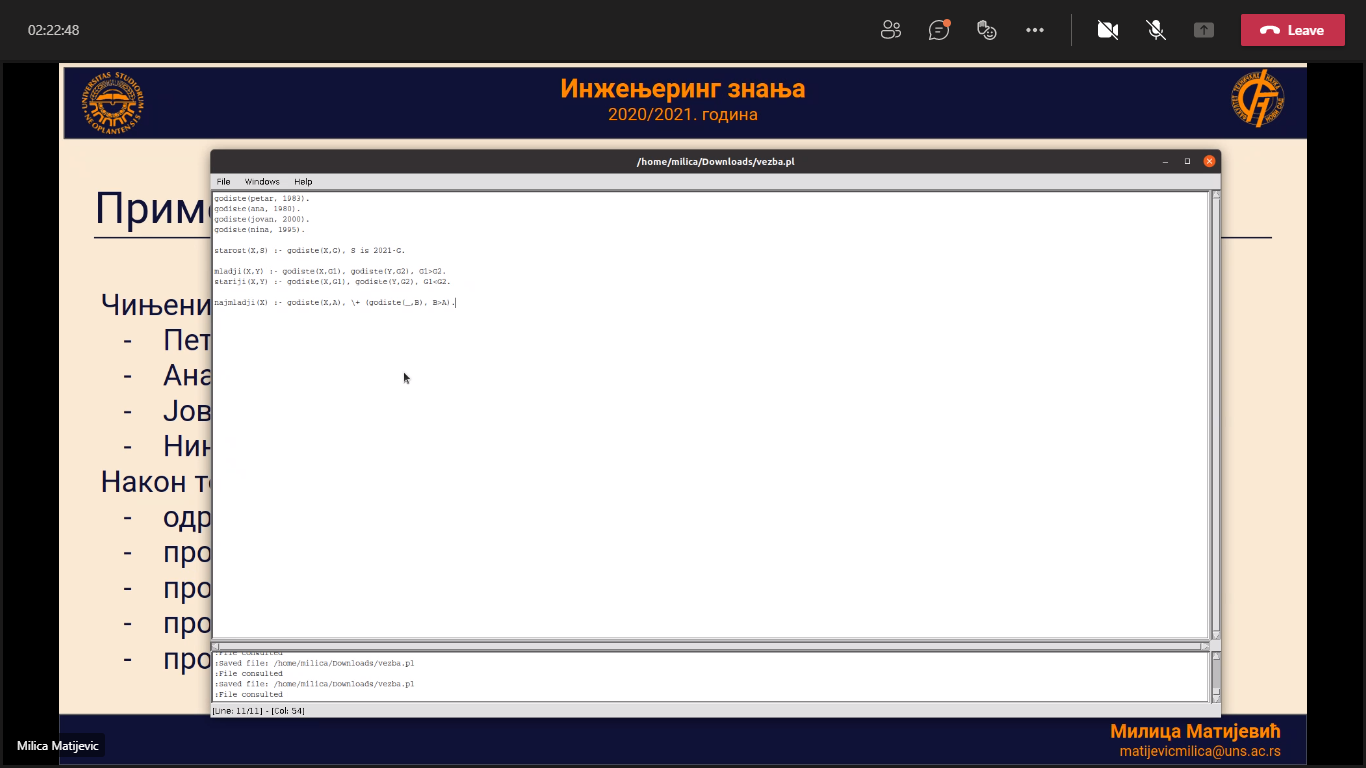 02:22:48
Leave
Инжењеринг знања
2020/2021. година
/home/milica/Downloads/vezba.pl
File Windows Help
godiste(petar, 1983).
godiste(ana, 1980).
godiste(jovan, 2000).
godiste(nina, 1995).
starost(X,S) :- godiste(X,G), S is 2021-G.
mladji(X,Y) :- godiste(X,G1), godiste(Y,G2), G1>G2.
stariji(X,Y) :- godiste(X,G1), godiste(Y,G2), G1<G2.
najmladji(X) :- godiste(X,A), \+ (godiste(_,B), B>A).
Чињени
- Пет
- Ана
- Јов
- Нин
Након т
- одр
- про
- про
- про
- про
:File consulted
:Saved file: /home/milica/Downloads/vezba.pl
:File consulted
:Saved file: /home/milica/Downloads/vezba.pl
:File consulted
[Line: 11/11] - [Col: 54]
Милица Матијевић
matijevicmilica@uns.ac.rs
Milica Matijevic